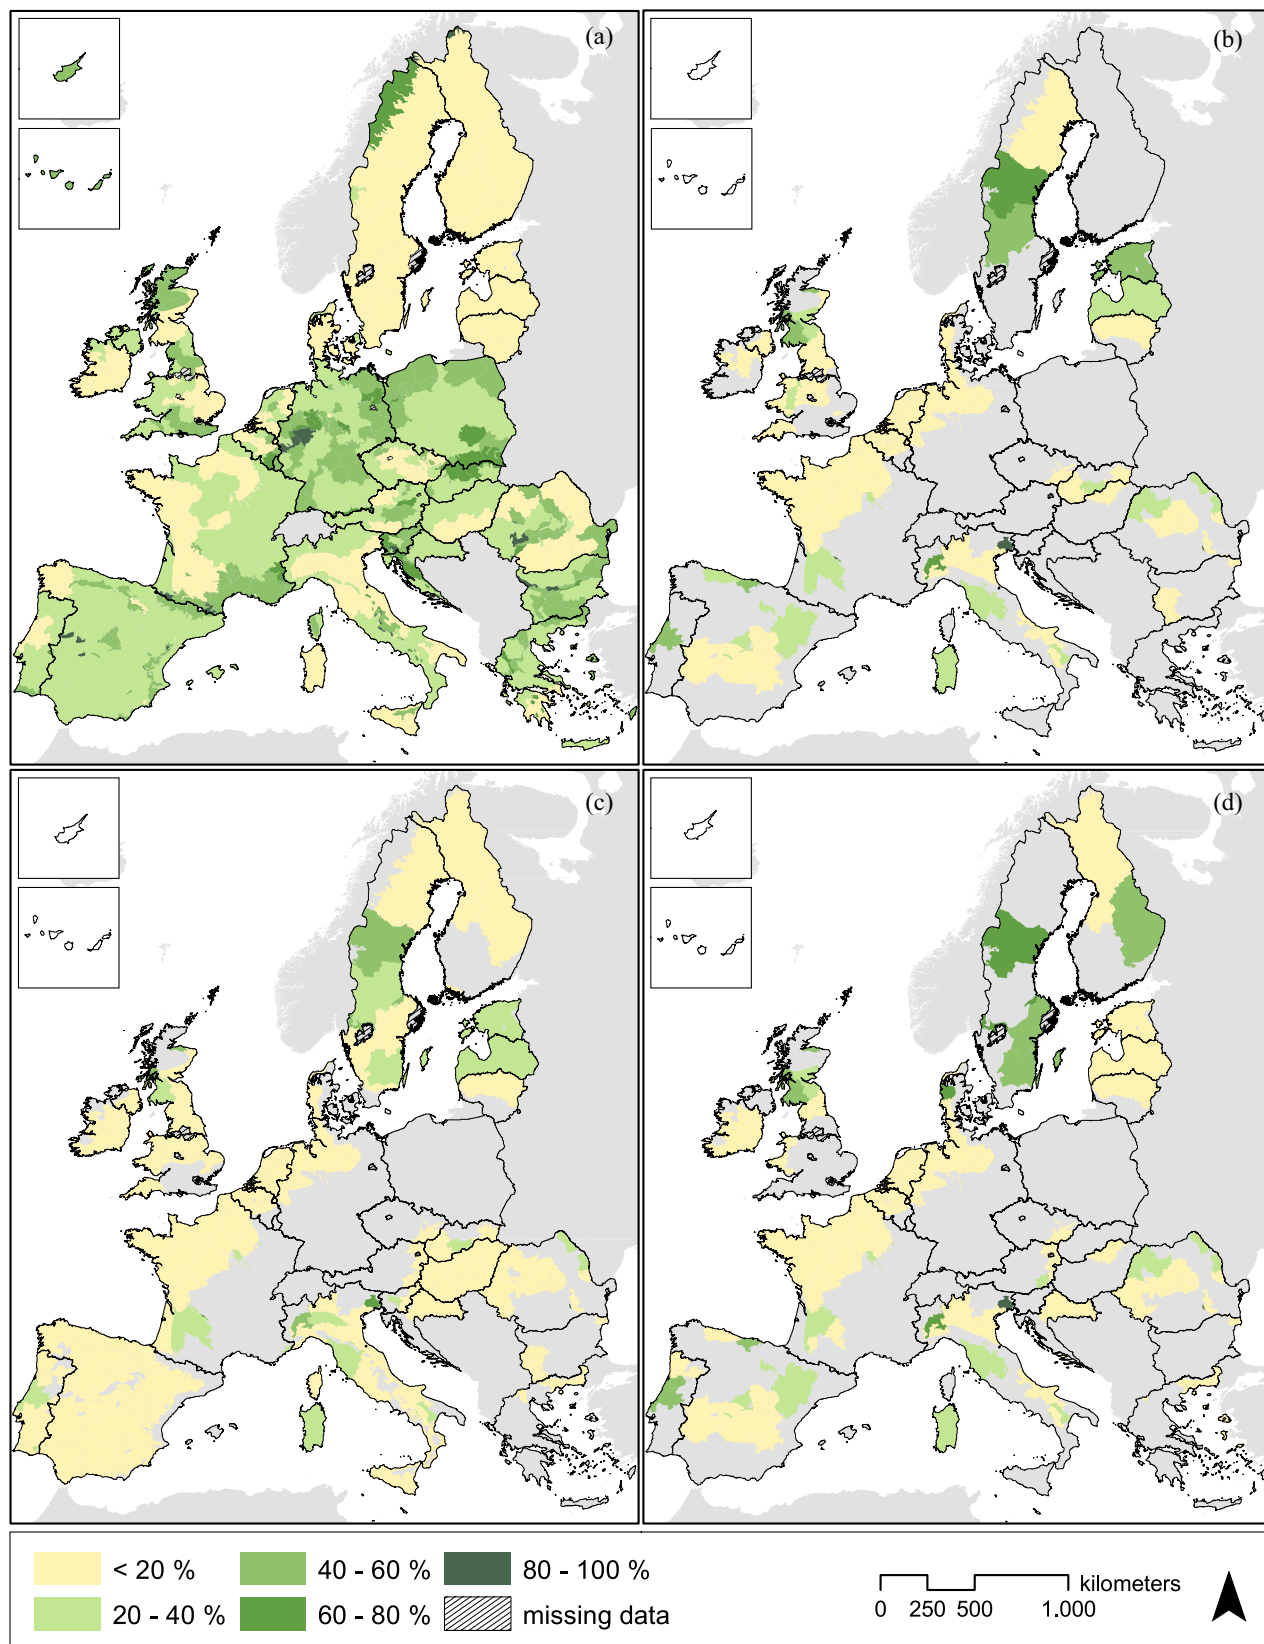 (a)
(b)
(c)
(d)
< 20 %
40 - 60 %
80 - 100 %
20 - 40 %
60 - 80 %
missing data
kilometers
0 250 500 1.000